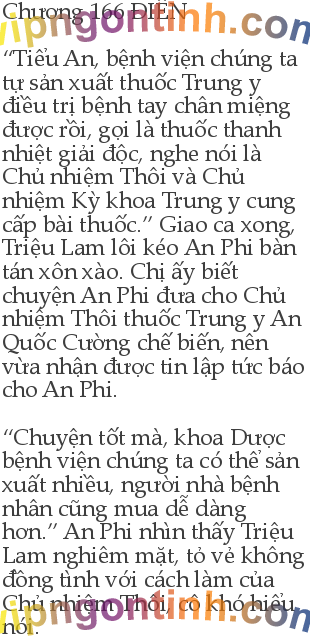 Chương 166 ĐIÊN
vipngontinh.com
“Tiểu An, bệnh viện chúng ta
tự sản xuất thuốc Trung y
điều trị bệnh tay chân miệng
được rồi, gọi là thuốc thanh
nhiệt giải độc, nghe nói là
Chủ nhiệm Thôi và Chủ
nhiệm Kỳ khoa Trung y cung
cấp bài thuốc.” Giao ca xong,
Triệu Lam lôi kéo An Phi bàn
tán xôn xào. Chị ấy biết
chuyện An Phi đưa cho Chủ
nhiệm Thôi thuốc Trung y An
Quốc Cường chế biến, nên
vừa nhận được tin lập tức báo
cho An Phi.
“Chuyện tốt mà, khoa Dược
bệnh viện chúng ta có thể sản
xuất nhiều, người nhà bệnh
nhân cũng mua dễ dàng
hơn.” An Phi nhìn thấy Triệu
Lam nghiêm mặt, tỏ vẻ không
đồng tình với cách làm của
Chủ nhiệm Thôi, cô khó hiểu
nói.
vipngontinh.com